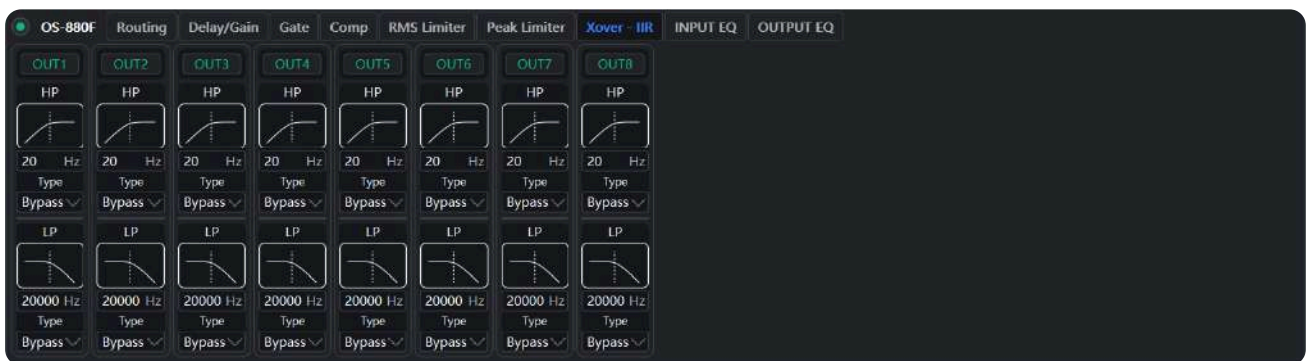 OS-880F Routing Delay/Gain Gate Comp RMS Limiter Peak Limiter Xover - IIR INPUT EQ OUTPUT EQ
OUT1 OUT2 OUT3 OUT4 OUT5 OUT6 OUT7 OUT8
HP HP HP HP HP HP HP HP
20 Hz 20 Hz 20 Hz 20 Hz 20 Hz 20 Hz 20 Hz 20 Hz
Type Type Type Type Type Type Type Type
Bypass Bypass Bypass Bypass Bypass Bypass Bypass Bypass
LP LP LP LP LP LP LP LP
20000 Hz 20000 Hz 20000 Hz 20000 Hz 20000 Hz 20000 Hz 20000 Hz 20000 Hz
Type Type Type Type Type Type Type Type
Bypass Bypass Bypass Bypass Bypass Bypass Bypass Bypass